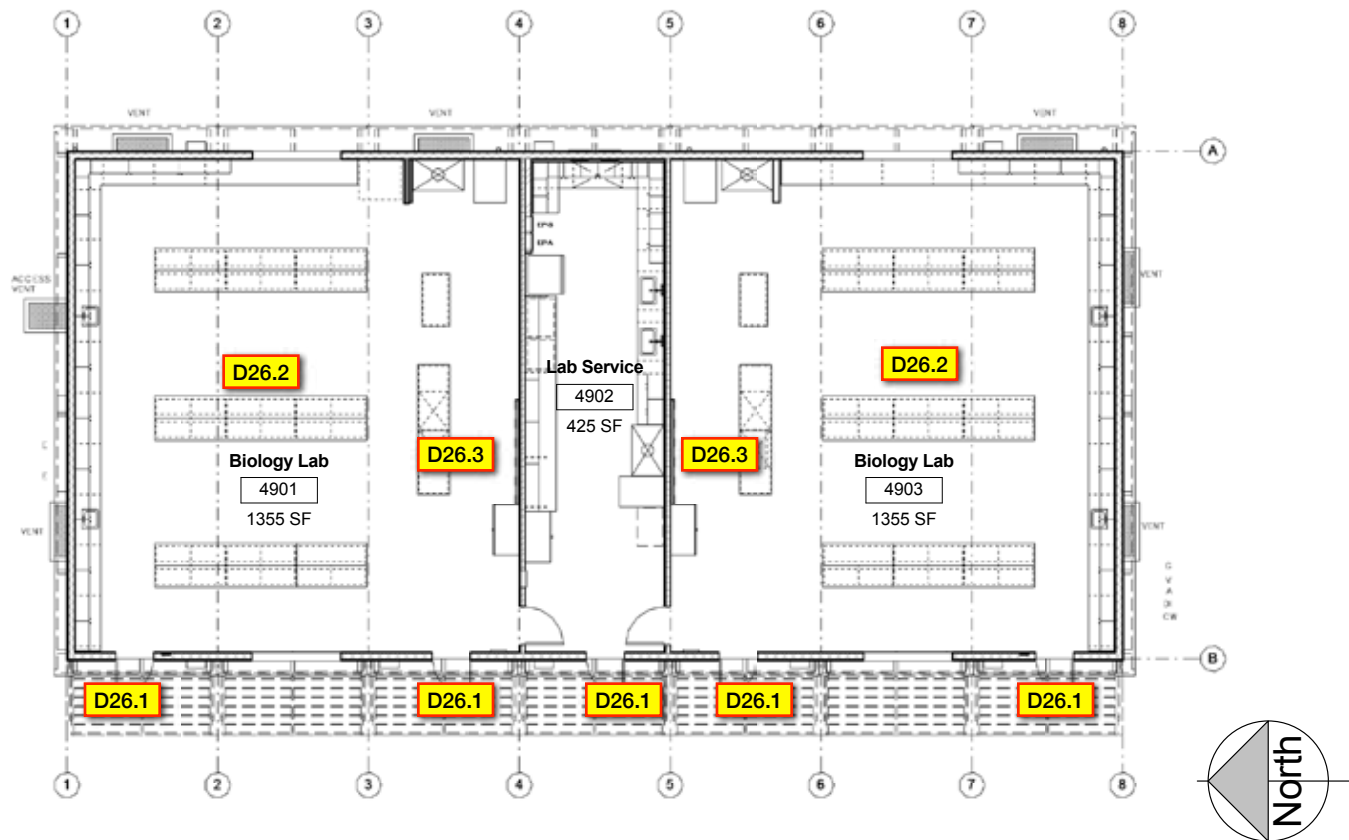 1 2 3 4 5 6 7 8
VENT VENT VENT
A
EPB
EPA
ACCESS
VENT
VENT
D26.2
Lab Service
4902
425 SF
D26.2
D26.3
D26.3
Biology Lab
4901
1355 SF
Biology Lab
4903
1355 SF
VENT
VENT
B
D26.1 D26.1 D26.1 D26.1 D26.1
1 2 3 4 5 6 7 8
North